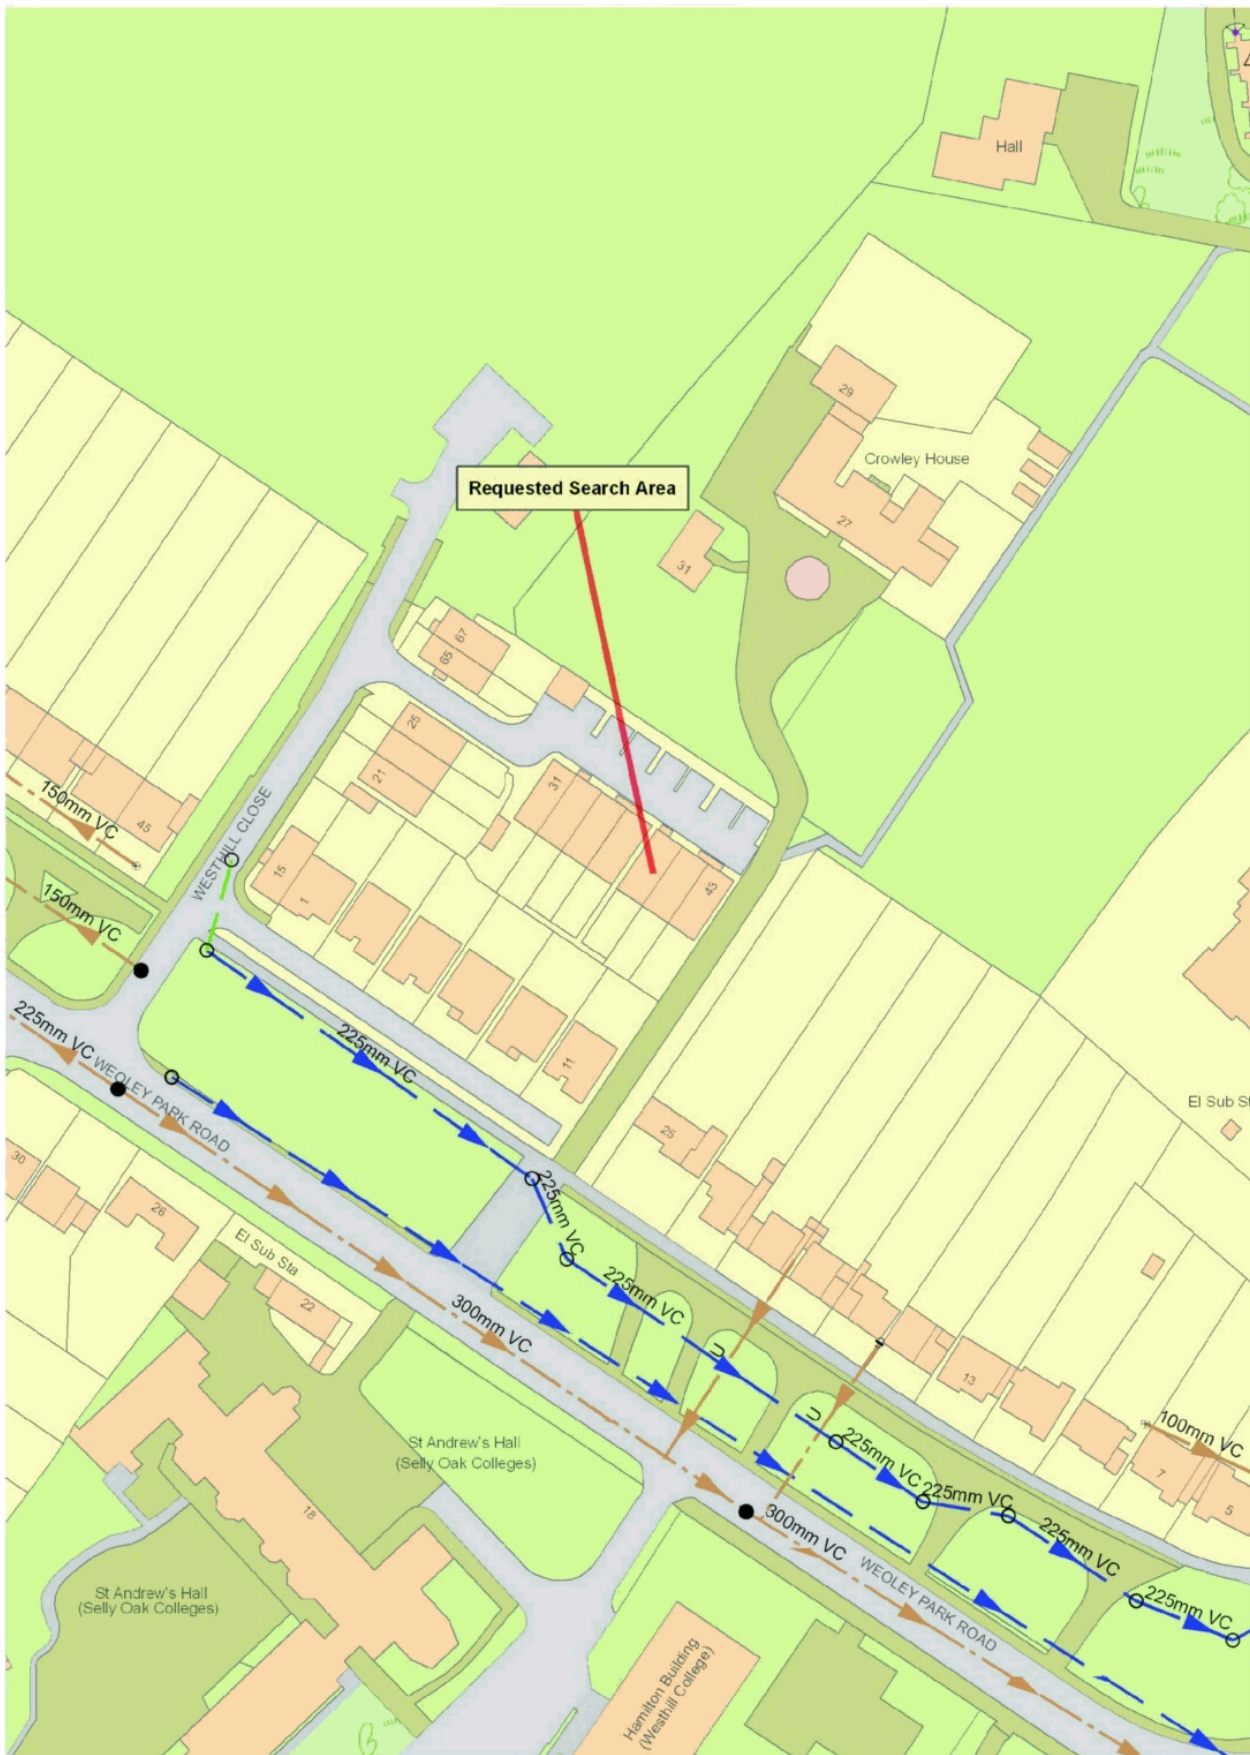 Hall
29
Crowley House
Requested Search Area
27
31
67
65
25
21
31
150mm VC
45
WESTHILL CLOSE
15
1
43
150mm VC
225mm VC
225mm VC
WEOLEY PARK ROAD
11
25
El Sub St
30
26
225mm VC
El Sub Sta
22
300mm VC
225mm VC
13
St Andrew's Hall
(Selly Oak Colleges)
100mm VC
225mm VC
7
5
225mm VC
18
300mm VC
225mm VC
WEOLEY PARK ROAD
St Andrew's Hall
(Selly Oak Colleges)
225mm VC
Hamilton Building
(Westhill College)